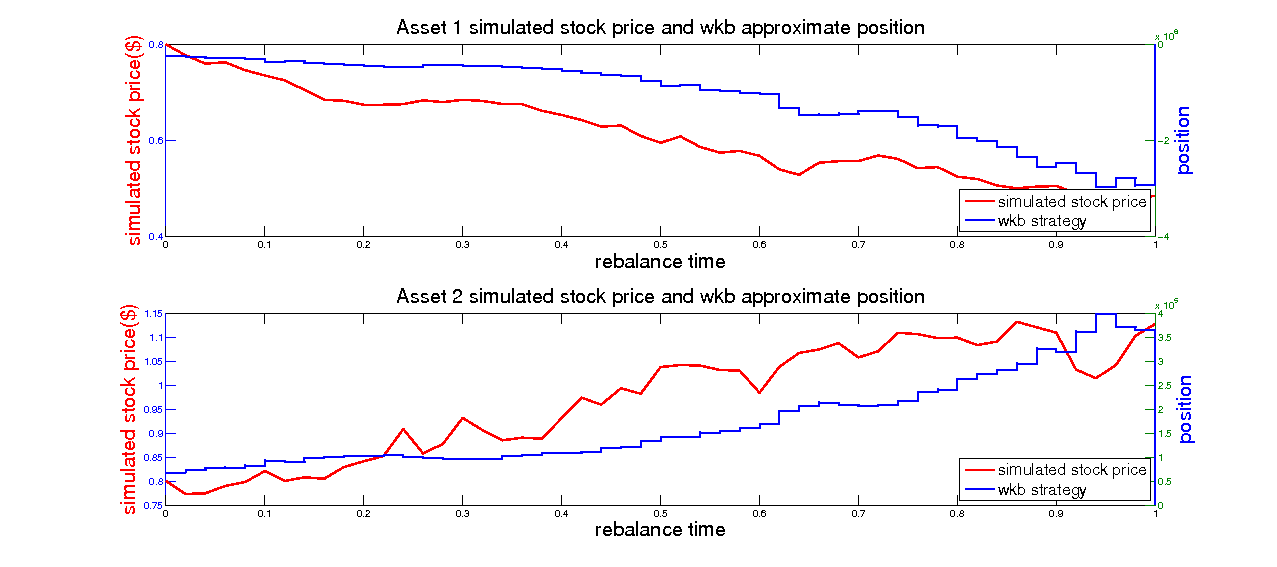 Asset 1 simulated stock price and wkb approximate position
x 10^6
simulated stock price($)
0.8
0.6
0.4
0
−2
−4
position
simulated stock price
wkb strategy
0 0.1 0.2 0.3 0.4 0.5 0.6 0.7 0.8 0.9 1
rebalance time
Asset 2 simulated stock price and wkb approximate position
x 10^5
simulated stock price($)
1.15
1.1
1.05
1
0.95
0.9
0.85
0.8
0.75
4
3.5
3
2.5
2
1.5
1
0.5
0
position
simulated stock price
wkb strategy
0 0.1 0.2 0.3 0.4 0.5 0.6 0.7 0.8 0.9 1
rebalance time